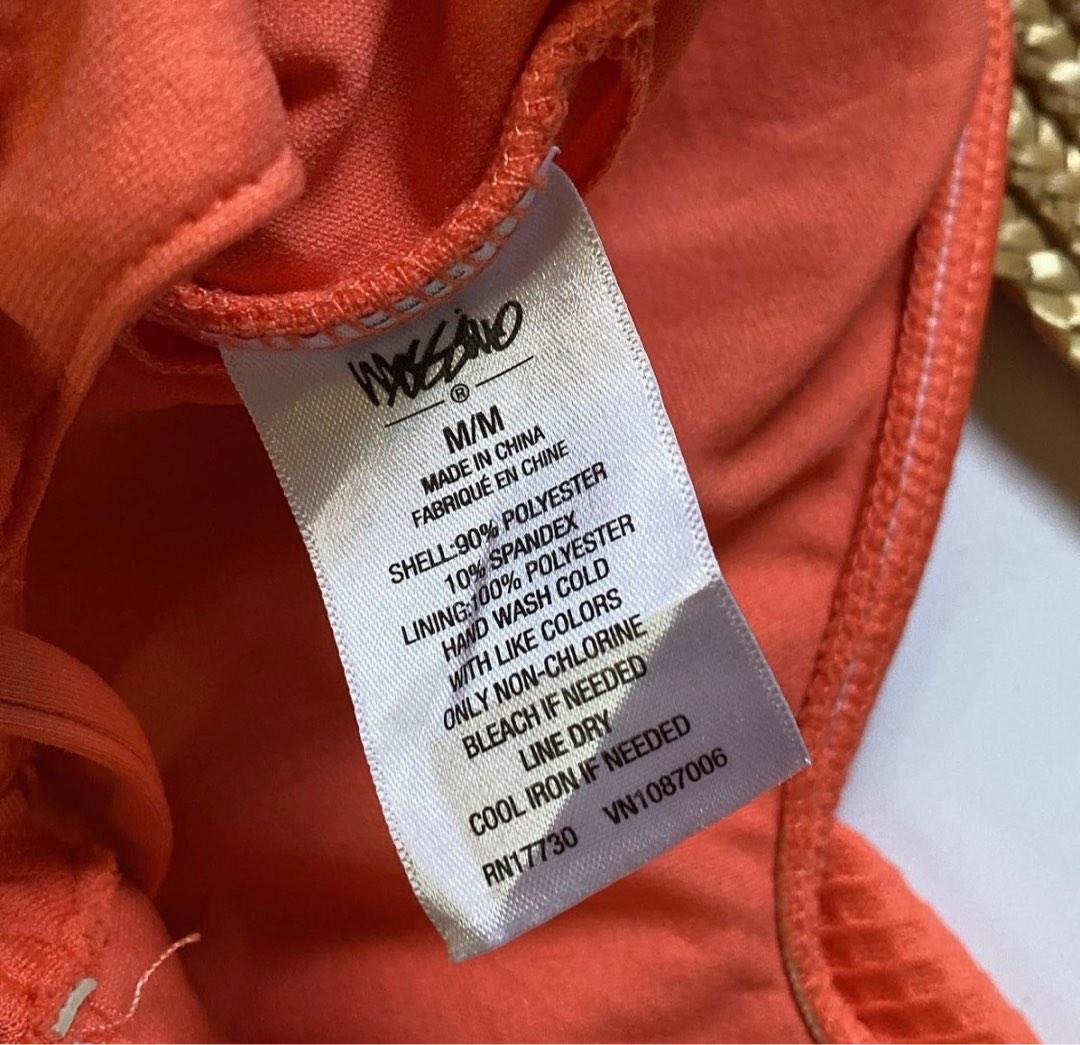 MOSSIMO
®
M/M
MADE IN CHINA
FABRIQUÉ EN CHINE
SHELL:90% POLYESTER
10% SPANDEX
LINING:100% POLYESTER
HAND WASH COLD
WITH LIKE COLORS
ONLY NON-CHLORINE
BLEACH IF NEEDED
LINE DRY
COOL IRON IF NEEDED
RN17730 VN1087006